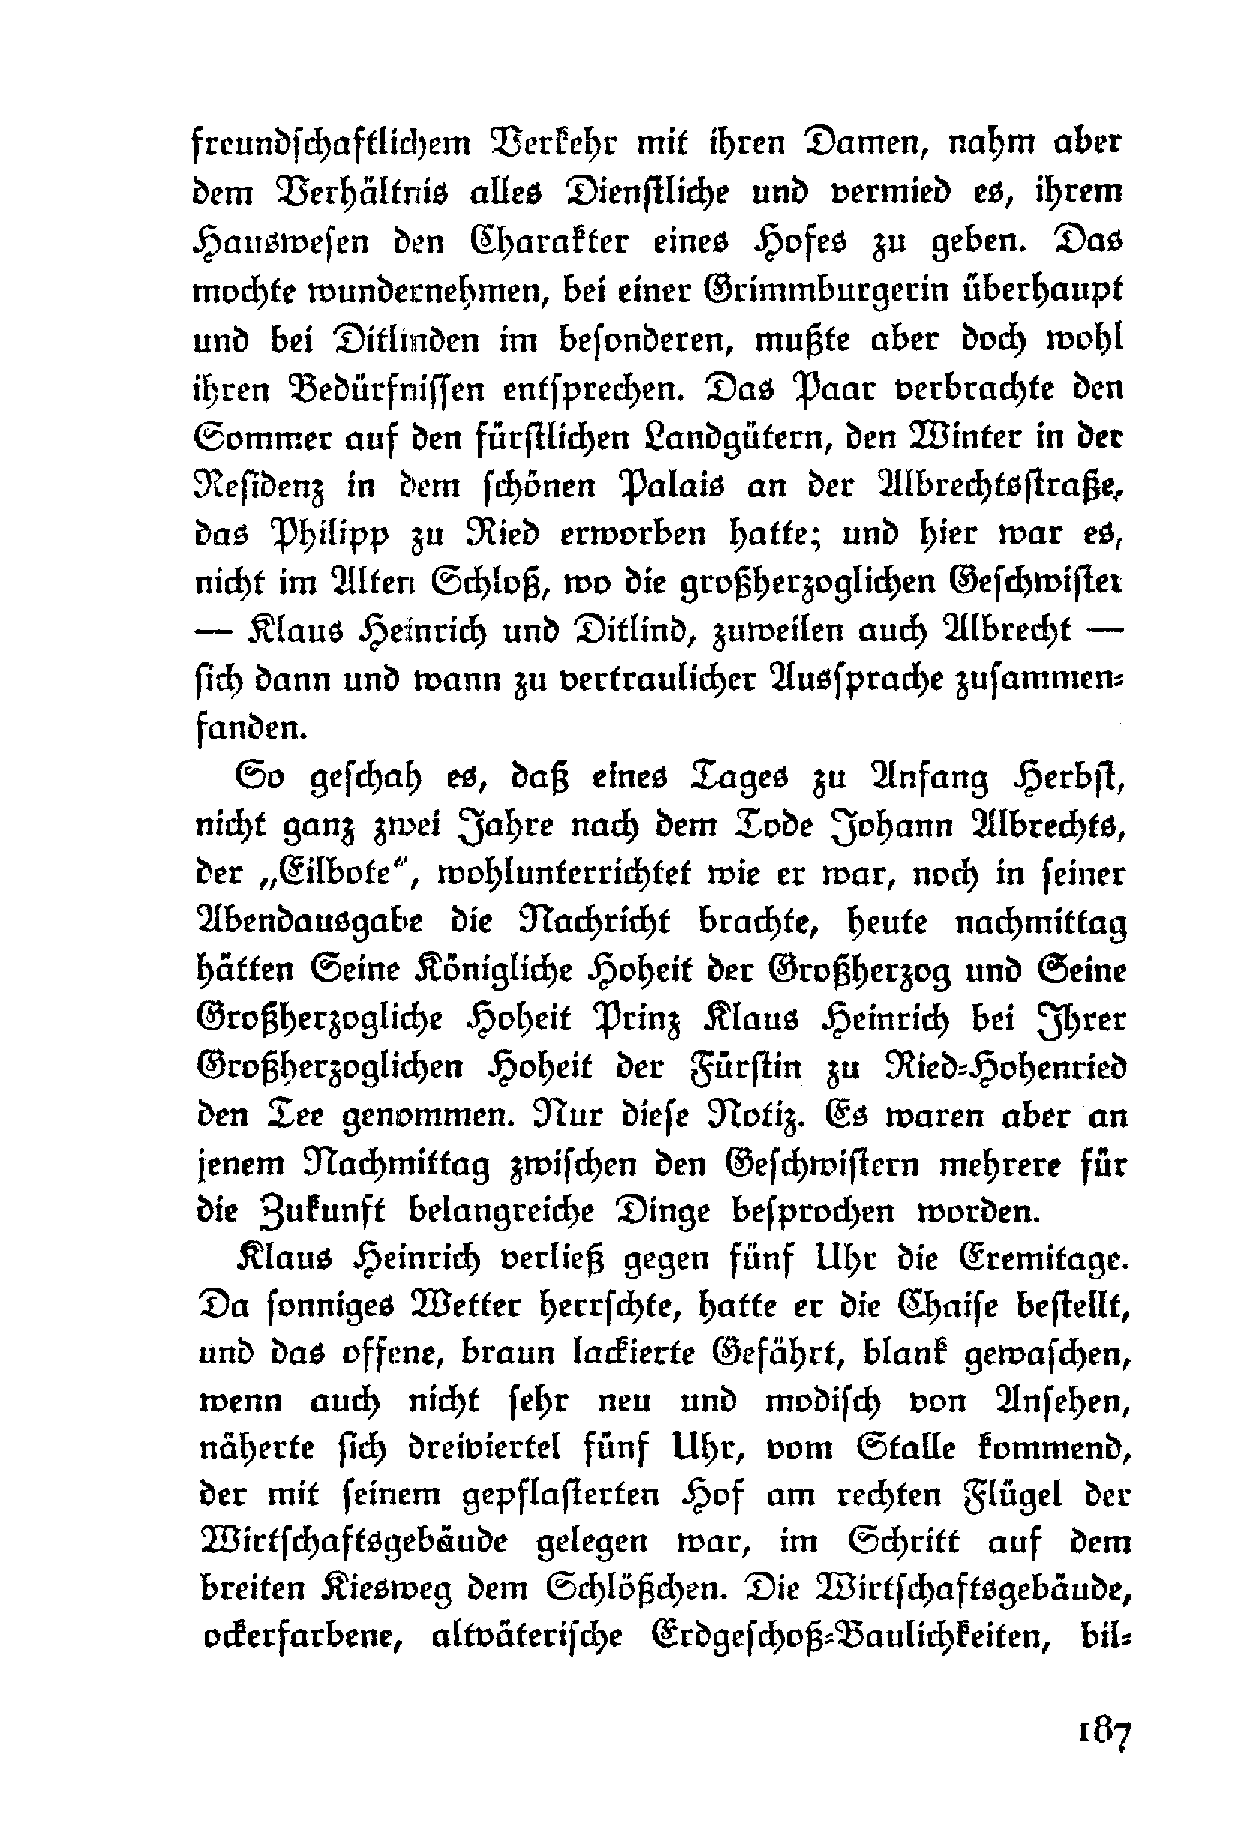 freundschaftlichem Verkehr mit ihren Damen, nahm aber
dem Verhältnis alles Dienstliche und vermied es, ihrem
Hauswesen den Charakter eines Hofes zu geben. Das
mochte wundernehmen, bei einer Grimmburgerin überhaupt
und bei Ditlinden im besonderen, mußte aber doch wohl
ihren Bedürfnissen entsprechen. Das Paar verbrachte den
Sommer auf den fürstlichen Landgütern, den Winter in der
Residenz in dem schönen Palais an der Albrechtsstraße,
das Philipp zu Ried erworben hatte; und hier war es,
nicht im Alten Schloß, wo die großherzoglichen Geschwister
— Klaus Heinrich und Ditlind, zuweilen auch Albrecht —
sich dann und wann zu vertraulicher Aussprache zusammen-
fanden.
So geschah es, daß eines Tages zu Anfang Herbst,
nicht ganz zwei Jahre nach dem Tode Johann Albrechts,
der „Eilbote“, wohlunterrichtet wie er war, noch in seiner
Abendausgabe die Nachricht brachte, heute nachmittag
hätten Seine Königliche Hoheit der Großherzog und Seine
Großherzogliche Hoheit Prinz Klaus Heinrich bei Ihrer
Großherzoglichen Hoheit der Fürstin zu Ried-Hohenried
den Tee genommen. Nur diese Notiz. Es waren aber an
jenem Nachmittag zwischen den Geschwistern mehrere für
die Zukunft belangreiche Dinge besprochen worden.
Klaus Heinrich verließ gegen fünf Uhr die Eremitage.
Da sonniges Wetter herrschte, hatte er die Chaise bestellt,
und das offene, braun lackierte Gefährt, blank gewaschen,
wenn auch nicht sehr neu und modisch von Ansehen,
näherte sich dreiviertel fünf Uhr, vom Stalle kommend,
der mit seinem gepflasterten Hof am rechten Flügel der
Wirtschaftsgebäude gelegen war, im Schritt auf dem
breiten Kiesweg dem Schlößchen. Die Wirtschaftsgebäude,
ockerfarbene, altväterische Erdgeschoß-Baulichkeiten, bil-
187